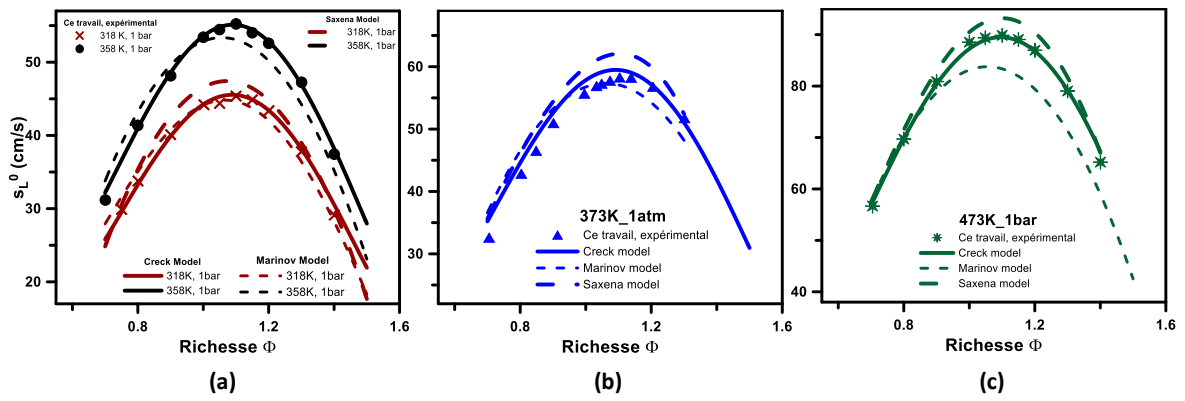 Ce travail, expérimental
318 K, 1 bar
358 K, 1 bar
Saxena Model
318K, 1bar
358K, 1bar
60
50
40
30
20
s_L^0 (cm/s)
Creck Model
318K, 1bar
358K, 1bar
Marinov Model
318K, 1bar
358K, 1bar
0.8
1.2
1.6
Richesse Φ
(a)
60
50
40
30
373K_1atm
Ce travail, expérimental
Creck model
Marinov model
Saxena model
0.8
1.2
1.6
Richesse Φ
(b)
80
60
40
473K_1bar
Ce travail, expérimental
Creck model
Marinov model
Saxena model
0.8
1.2
1.6
Richesse Φ
(c)